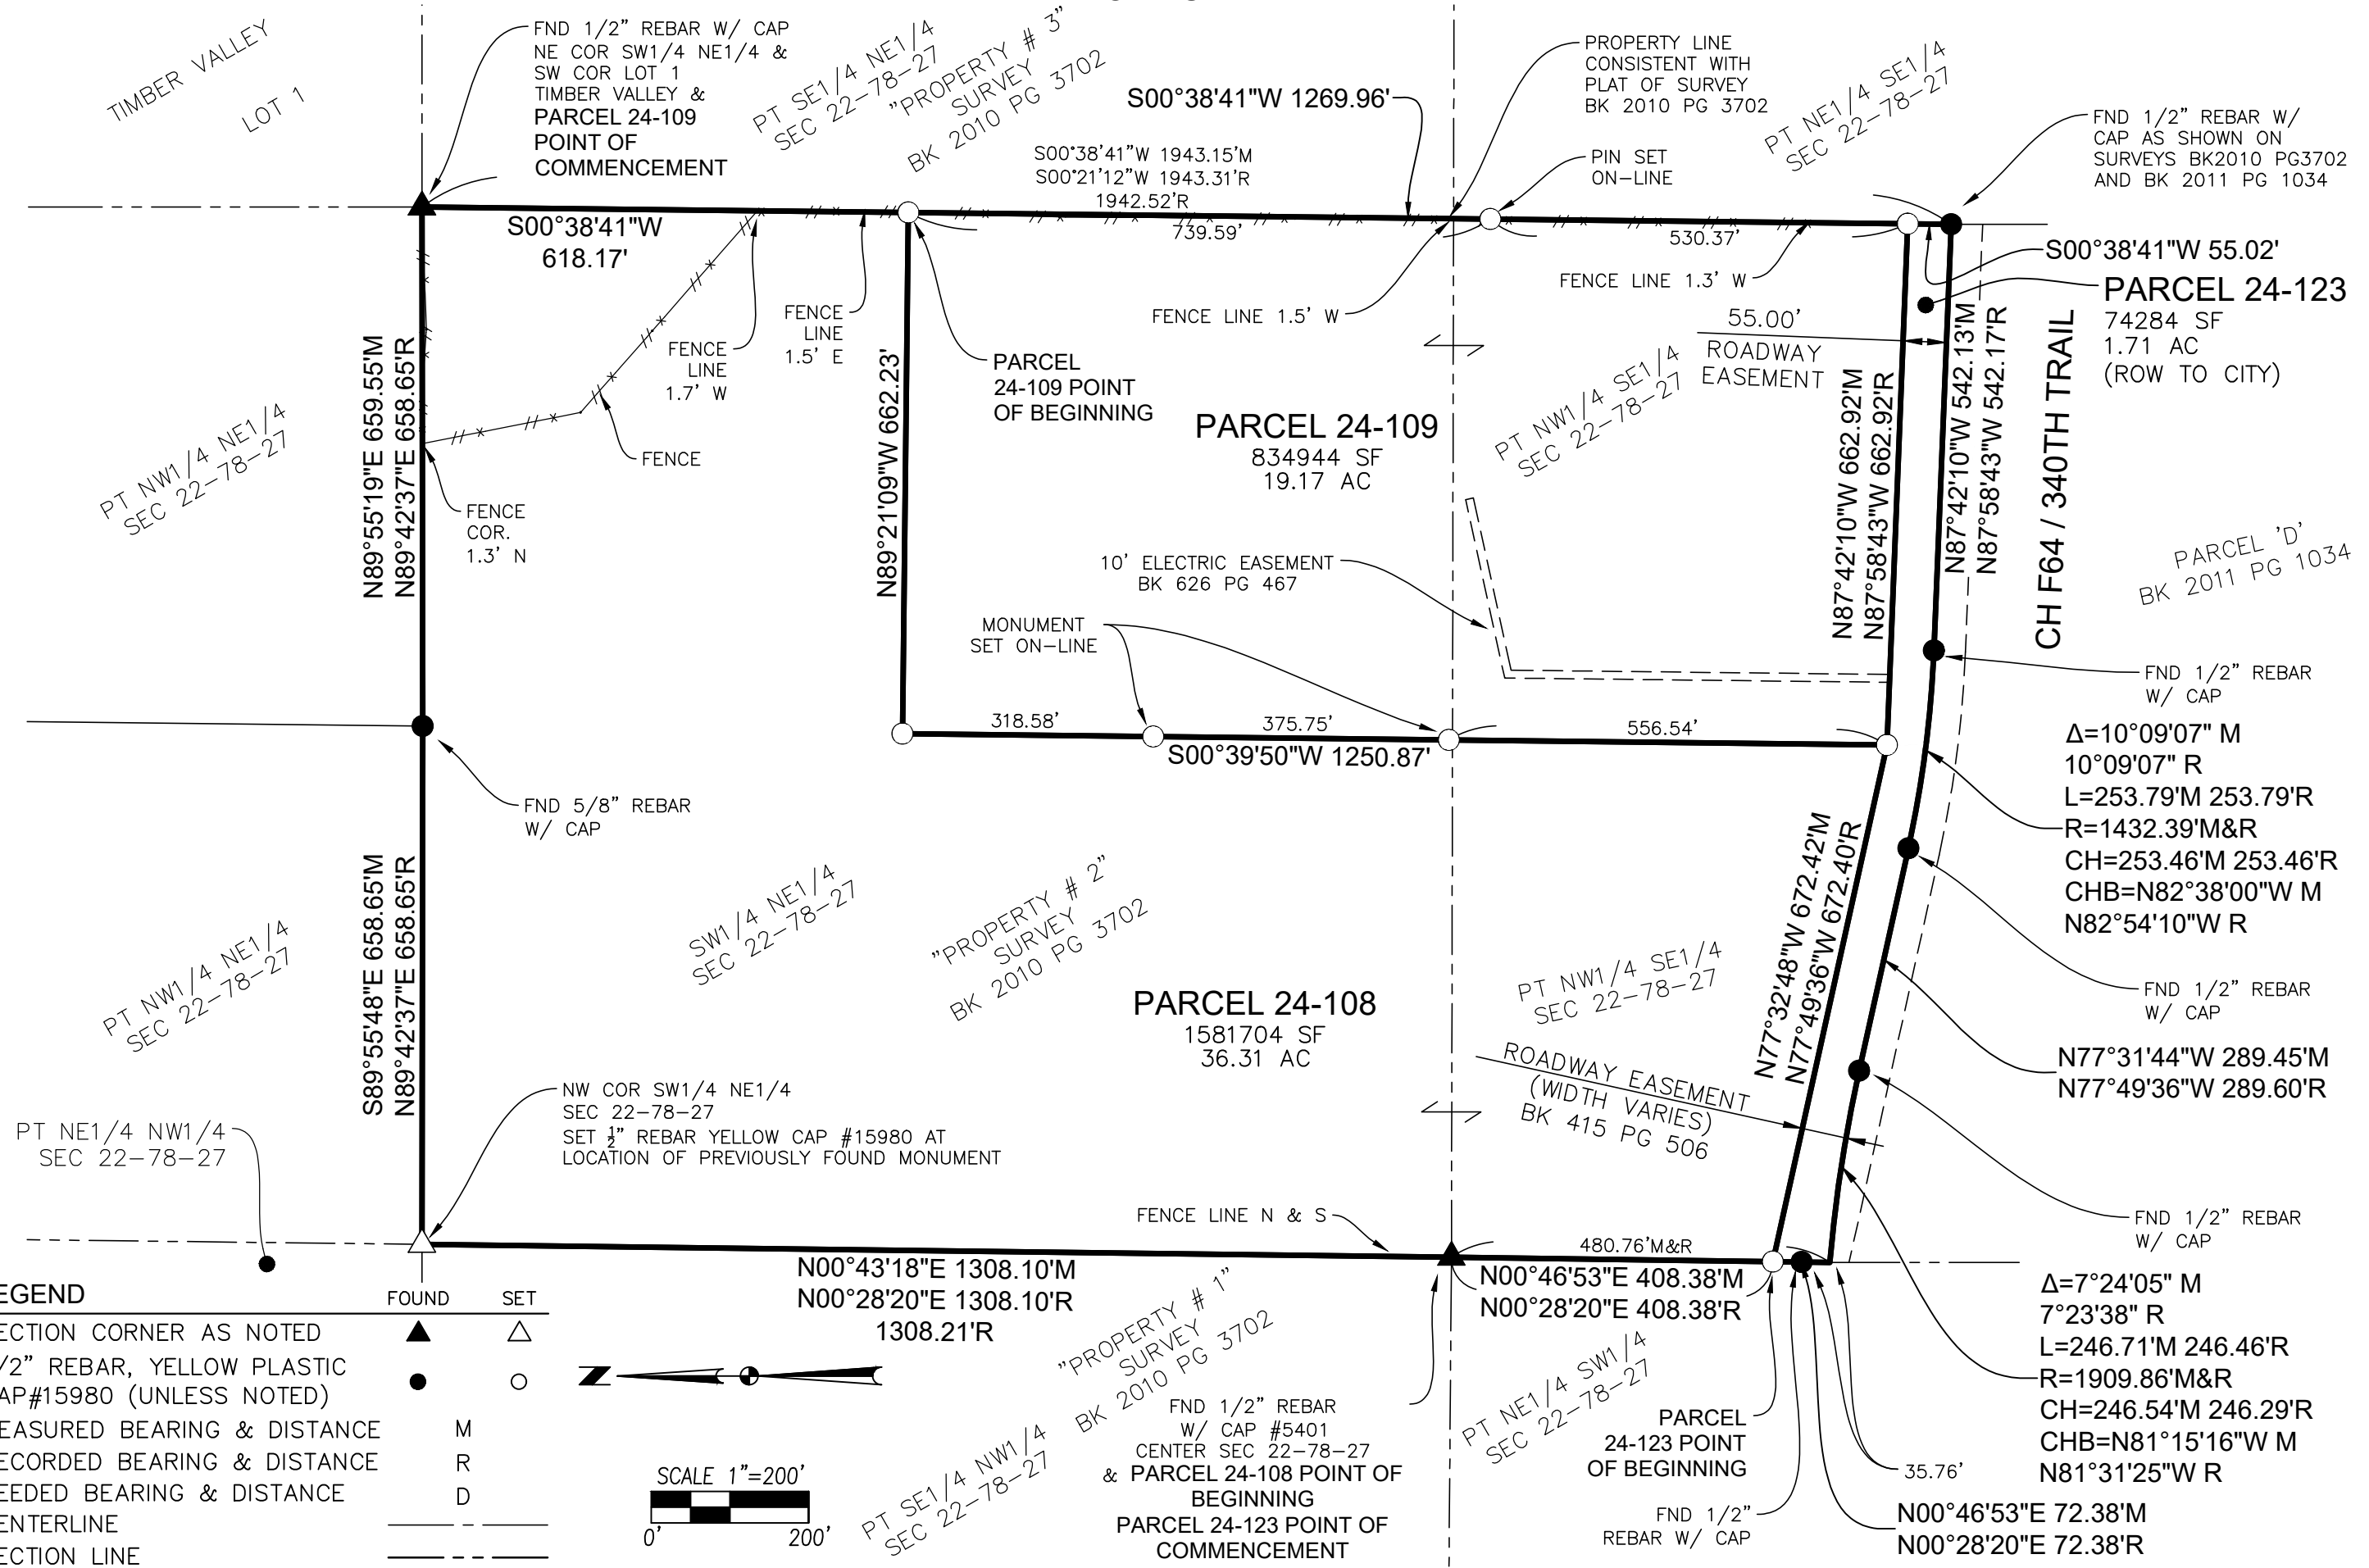 TIMBER VALLEY
LOT 1
FND 1/2" REBAR W/ CAP
NE COR SW1/4 NE1/4 &
SW COR LOT 1
TIMBER VALLEY &
PARCEL 24-109
POINT OF
COMMENCEMENT
PT SE1/4 NE1/4
SEC 22-78-27
"PROPERTY # 3"
SURVEY
BK 2010 PG 3702
S00°38'41"W 1269.96'
S00°38'41"W 1943.15'M
S00°21'12"W 1943.31'R
1942.52'R
739.59'
PROPERTY LINE
CONSISTENT WITH
PLAT OF SURVEY
BK 2010 PG 3702
PIN SET
ON-LINE
PT NE1/4 SE1/4
SEC 22-78-27
FND 1/2" REBAR W/
CAP AS SHOWN ON
SURVEYS BK2010 PG3702
AND BK 2011 PG 1034
S00°38'41"W
618.17'
530.37'
S00°38'41"W 55.02'
PARCEL 24-123
74284 SF
1.71 AC
(ROW TO CITY)
FENCE LINE 1.3' W
FENCE LINE 1.5' W
FENCE
LINE
1.5' E
FENCE
LINE
1.7' W
55.00'
ROADWAY
EASEMENT
N89°55'19"E 659.55'M
N89°42'37"E 658.65'R
N89°21'09"W 662.23'
PARCEL
24-109 POINT
OF BEGINNING
PARCEL 24-109
834944 SF
19.17 AC
PT NW1/4 SE1/4
SEC 22-78-27
N87°42'10"W 662.92'M
N87°58'43"W 662.92'R
N87°42'10"W 542.13'M
N87°58'43"W 542.17'R
CH F64 / 340TH TRAIL
PT NW1/4 NE1/4
SEC 22-78-27
FENCE
FENCE
COR.
1.3' N
10' ELECTRIC EASEMENT
BK 626 PG 467
PARCEL 'D'
BK 2011 PG 1034
MONUMENT
SET ON-LINE
318.58'
375.75'
556.54'
S00°39'50"W 1250.87'
FND 1/2" REBAR
W/ CAP
FND 5/8" REBAR
W/ CAP
Δ=10°09'07" M
10°09'07" R
L=253.79'M 253.79'R
R=1432.39'M&R
CH=253.46'M 253.46'R
CHB=N82°38'00"W M
N82°54'10"W R
S89°55'48"E 658.65'M
N89°42'37"E 658.65'R
PT NW1/4 NE1/4
SEC 22-78-27
SW1/4 NE1/4
SEC 22-78-27
"PROPERTY # 2"
SURVEY
BK 2010 PG 3702
PARCEL 24-108
1581704 SF
36.31 AC
PT NW1/4 SE1/4
SEC 22-78-27
N77°32'48"W 672.42'M
N77°49'36"W 672.40'R
FND 1/2" REBAR
W/ CAP
N77°31'44"W 289.45'M
N77°49'36"W 289.60'R
ROADWAY EASEMENT
(WIDTH VARIES)
BK 415 PG 506
PT NE1/4 NW1/4
SEC 22-78-27
NW COR SW1/4 NE1/4
SEC 22-78-27
SET 1/2" REBAR YELLOW CAP #15980 AT
LOCATION OF PREVIOUSLY FOUND MONUMENT
FENCE LINE N & S
480.76'M&R
FND 1/2" REBAR
W/ CAP
N00°43'18"E 1308.10'M
N00°28'20"E 1308.10'R
1308.21'R
N00°46'53"E 408.38'M
N00°28'20"E 408.38'R
Δ=7°24'05" M
7°23'38" R
L=246.71'M 246.46'R
R=1909.86'M&R
CH=246.54'M 246.29'R
CHB=N81°15'16"W M
N81°31'25"W R
EGEND FOUND SET
ECTION CORNER AS NOTED
/2" REBAR, YELLOW PLASTIC
AP#15980 (UNLESS NOTED)
EASURED BEARING & DISTANCE M
ECORDED BEARING & DISTANCE R
EEDED BEARING & DISTANCE D
ENTERLINE
ECTION LINE
N
SCALE 1"=200'
0' 200'
"PROPERTY # 1"
SURVEY
BK 2010 PG 3702
PT SE1/4 NW1/4
SEC 22-78-27
FND 1/2" REBAR
W/ CAP #5401
CENTER SEC 22-78-27
& PARCEL 24-108 POINT OF
BEGINNING
PARCEL 24-123 POINT OF
COMMENCEMENT
PT NE1/4 SW1/4
SEC 22-78-27
PARCEL
24-123 POINT
OF BEGINNING
FND 1/2"
REBAR W/ CAP
35.76'
N00°46'53"E 72.38'M
N00°28'20"E 72.38'R